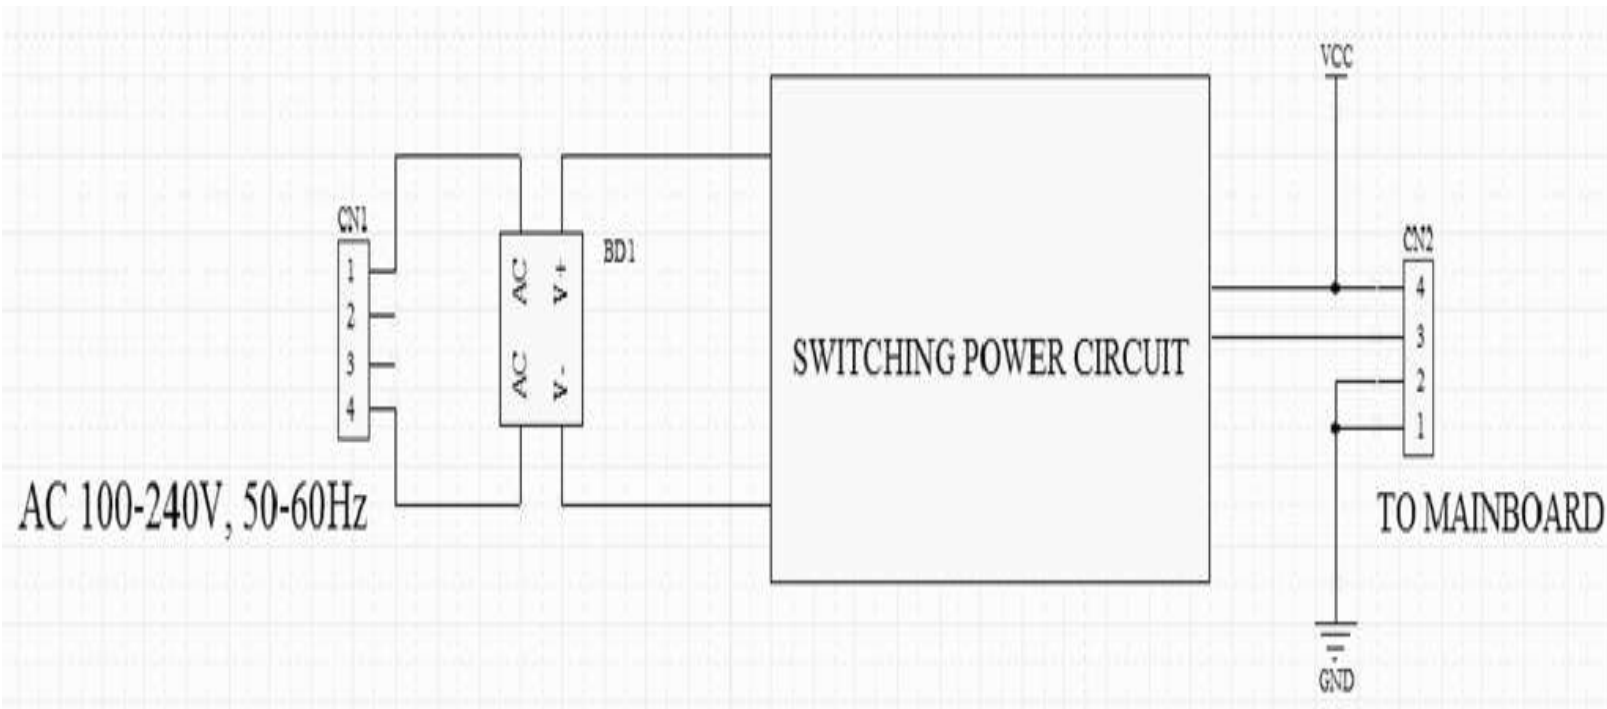 VCC
CN1
1
2
3
4
AC 100-240V, 50-60Hz
AC
V+
AC
V-
BD1
SWITCHING POWER CIRCUIT
CN2
4
3
2
1
TO MAINBOARD
GND